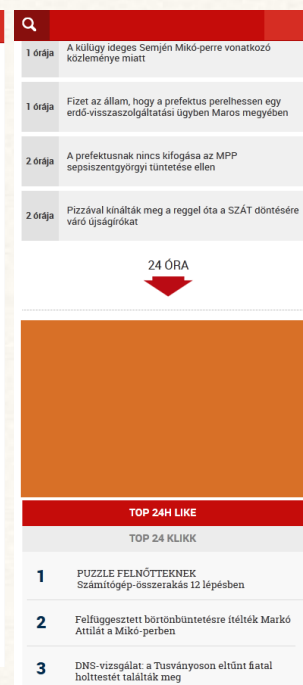 1 órája
A külügy ideges Semjén Mikó-perre vonatkozó
közleménye miatt
1 órája
Fizet az állam, hogy a prefektus perelhessen egy
erdő-visszaszolgáltatási ügyben Maros megyében
2 órája
A prefektusnak nincs kifogása az MPP
sepsiszentgyörgyi tüntetése ellen
2 órája
Pizzával kínálták meg a reggel óta a SZÁT döntésére
váró újságírókat
24 ÓRA
TOP 24H LIKE
TOP 24 KLIKK
1
PUZZLE FELNŐTTEKNEK
Számítógép-összerakás 12 lépésben
2
Felfüggesztett börtönbüntetésre ítélték Markó
Attilát a Mikó-perben
3
DNS-vizsgálat: a Tusványoson eltűnt fiatal
holttestét találták meg